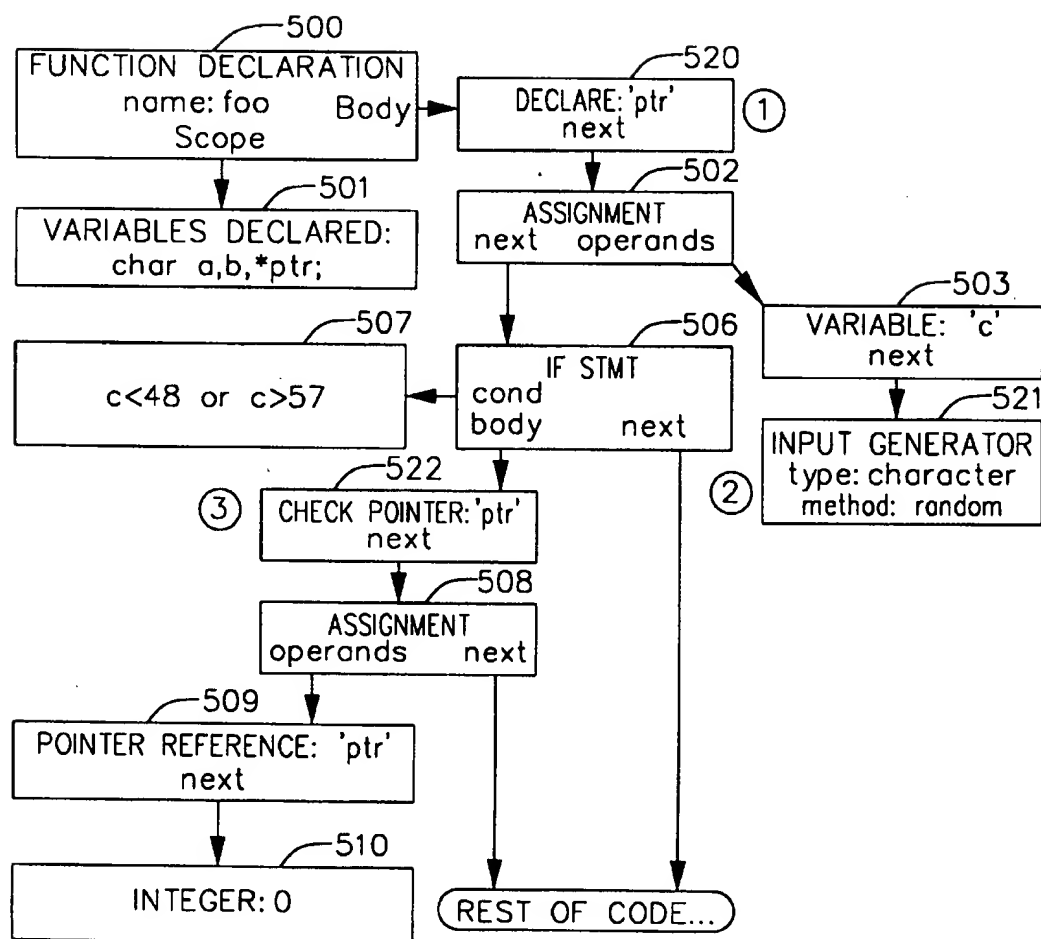 500
FUNCTION DECLARATION
name: foo Body
Scope
520
DECLARE: 'ptr'
next
1
501
VARIABLES DECLARED:
char a,b,*ptr;
502
ASSIGNMENT
next operands
503
VARIABLE: 'c'
next
507
c<48 or c>57
506
IF STMT
cond
body next
521
INPUT GENERATOR
type: character
method: random
2
522
CHECK POINTER: 'ptr'
next
3
508
ASSIGNMENT
operands next
509
POINTER REFERENCE: 'ptr'
next
510
INTEGER: 0
REST OF CODE...